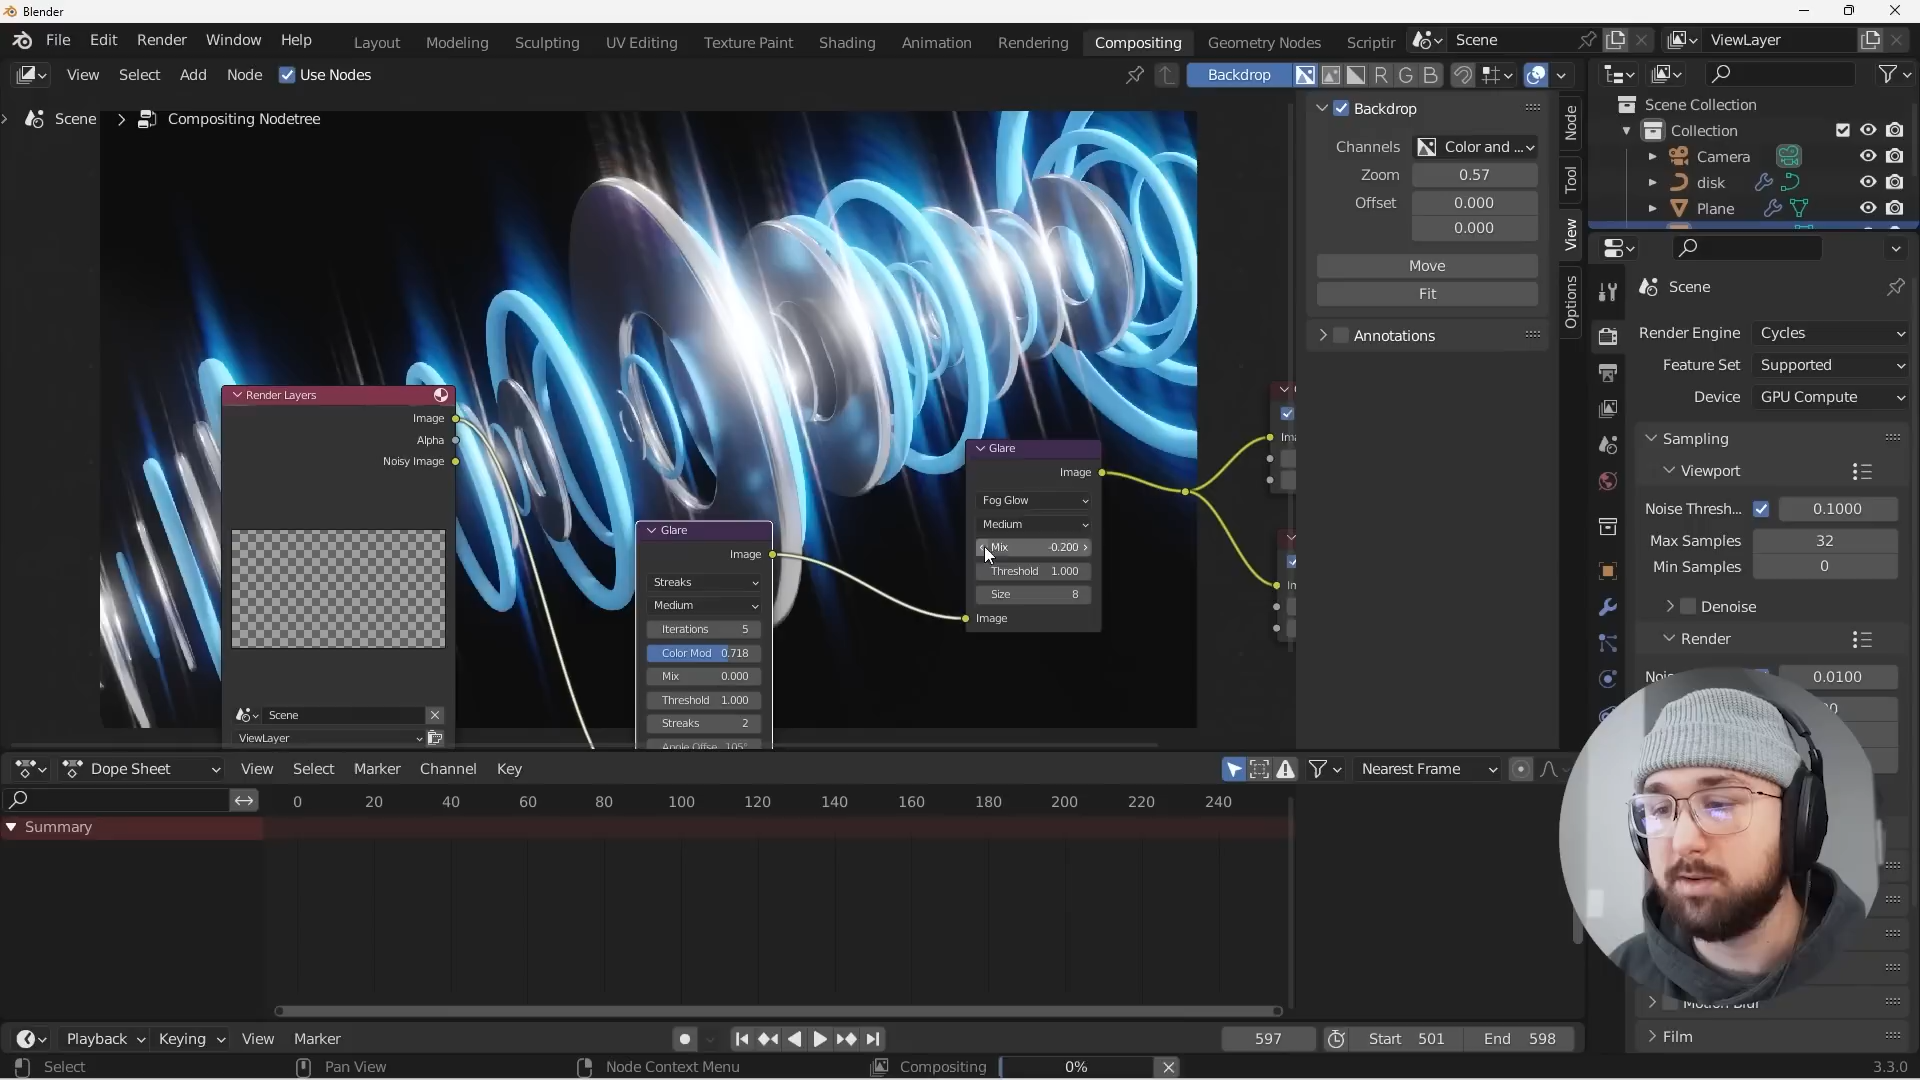 Blender
File Edit Render Window Help Layout Modeling Sculpting UV Editing Texture Paint Shading Animation Rendering Compositing Geometry Nodes Scriptir Scene ViewLayer
View Select Add Node Use Nodes Backdrop R G B
Scene > Compositing Nodetree
Backdrop
Channels Color and ...
Zoom 0.57
Offset 0.000
0.000
Move
Fit
Annotations
Node
Tool
View
Options
Scene Collection
Collection
Camera
disk
Plane
Scene
Render Engine Cycles
Feature Set Supported
Device GPU Compute
Sampling
Viewport
Noise Thresh... 0.1000
Max Samples 32
Min Samples 0
Denoise
Render
0.0100
Film
Render Layers
Image
Alpha
Noisy Image
Scene
ViewLayer
Glare
Image
Streaks
Medium
Iterations 5
Color Mod 0.718
Mix 0.000
Threshold 1.000
Streaks 2
Angle Offse 105°
Glare
Image
Fog Glow
Medium
Mix -0.200
Threshold 1.000
Size 8
Image
Dope Sheet View Select Marker Channel Key Nearest Frame
0 20 40 60 80 100 120 140 160 180 200 220 240
Summary
Playback Keying View Marker 597 Start 501 End 598
Select Pan View Node Context Menu Compositing 0% 3.3.0